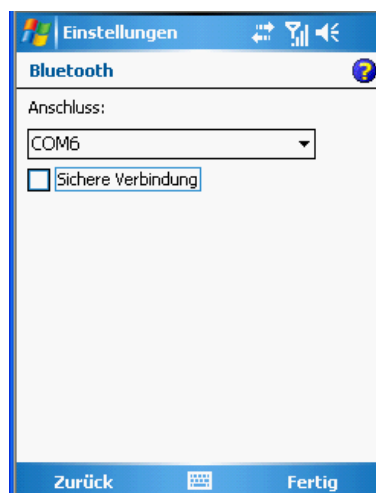 Einstellungen
Bluetooth
?
Anschluss:
COM6
Sichere Verbindung
Zurück Fertig